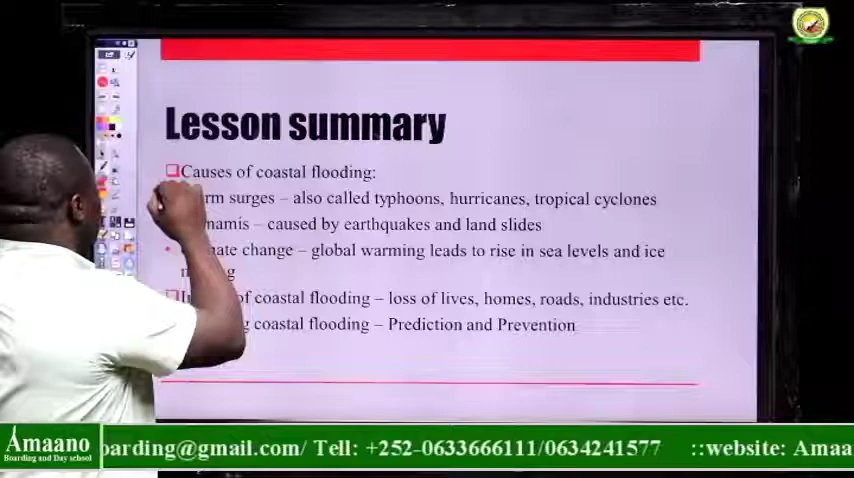 Lesson summary
Causes of coastal flooding:
rm surges – also called typhoons, hurricanes, tropical cyclones
namis – caused by earthquakes and land slides
nate change – global warming leads to rise in sea levels and ice
of coastal flooding – loss of lives, homes, roads, industries etc.
g coastal flooding – Prediction and Prevention
Amaano
Boarding and Day school
oarding@gmail.com/ Tell: +252-0633666111/0634241577 ::website: Amaa